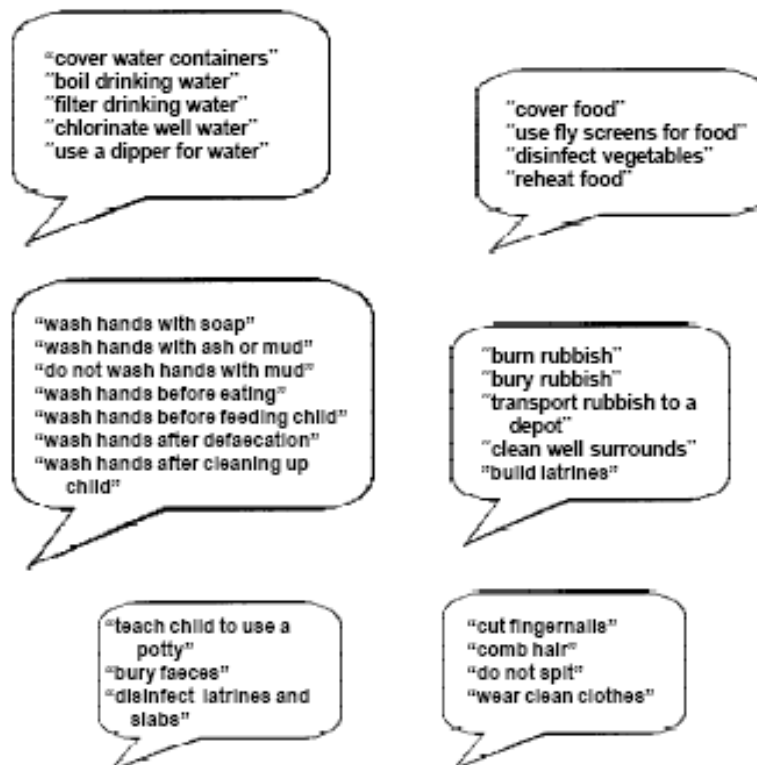 “cover water containers”
“boil drinking water”
“filter drinking water”
“chlorinate well water”
“use a dipper for water”
“cover food”
“use fly screens for food”
“disinfect vegetables”
“reheat food”
“wash hands with soap”
“wash hands with ash or mud”
“do not wash hands with mud”
“wash hands before eating”
“wash hands before feeding child”
“wash hands after defaecation”
“wash hands after cleaning up
child”
“burn rubbish”
“bury rubbish”
“transport rubbish to a
depot”
“clean well surrounds”
“build latrines”
“teach child to use a
potty”
“bury faeces”
“disinfect latrines and
slabs”
“cut fingernails”
“comb hair”
“do not spit”
“wear clean clothes”